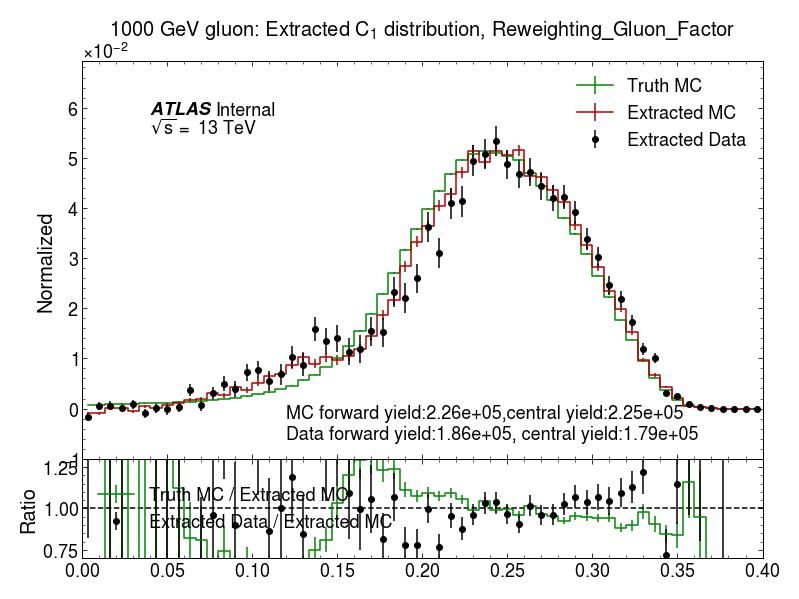 1000 GeV gluon: Extracted C₁ distribution, Reweighting_Gluon_Factor
×10⁻²
ATLAS Internal
√s = 13 TeV
Truth MC
Extracted MC
Extracted Data
Normalized
6
5
4
3
2
1
0
MC forward yield:2.26e+05,central yield:2.25e+05
Data forward yield:1.86e+05, central yield:1.79e+05
Ratio
1
1.25
1.00
0.75
Truth MC / Extracted MC
Extracted Data / Extracted MC
0.00 0.05 0.10 0.15 0.20 0.25 0.30 0.35 0.40